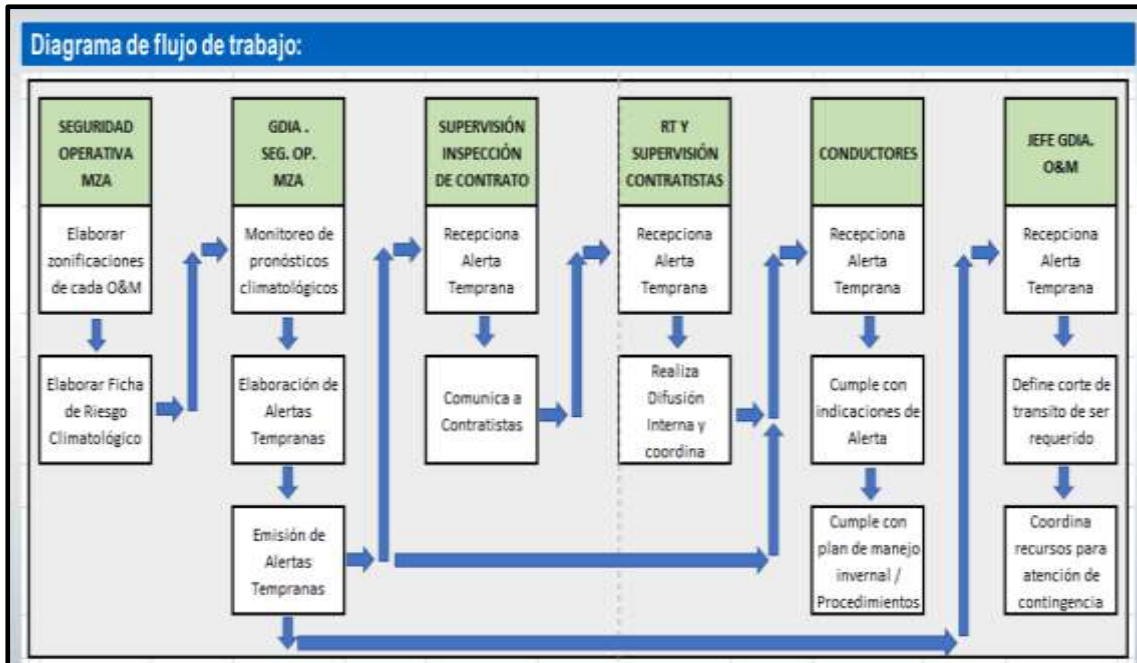 Diagrama de flujo de trabajo:
SEGURIDAD
OPERATIVA
MZA
Elaborar
zonificaciones
de cada O&M
Elaborar Ficha
de Riesgo
Climatológico
GDIA .
SEG. OP.
MZA
Monitoreo de
pronósticos
climatológicos
Elaboración de
Alertas
Tempranas
Emisión de
Alertas
Tempranas
SUPERVISIÓN
INSPECCIÓN
DE CONTRATO
Recepciona
Alerta
Temprana
Comunica a
Contratistas
RT Y
SUPERVISIÓN
CONTRATISTAS
Recepciona
Alerta
Temprana
Realiza
Difusión
Interna y
coordina
CONDUCTORES
Recepciona
Alerta
Temprana
Cumple con
indicaciones de
Alerta
Cumple con
plan de manejo
invernal /
Procedimientos
JEFE GDIA.
O&M
Recepciona
Alerta
Temprana
Define corte de
transito de ser
requerido
Coordina
recursos para
atención de
contingencia